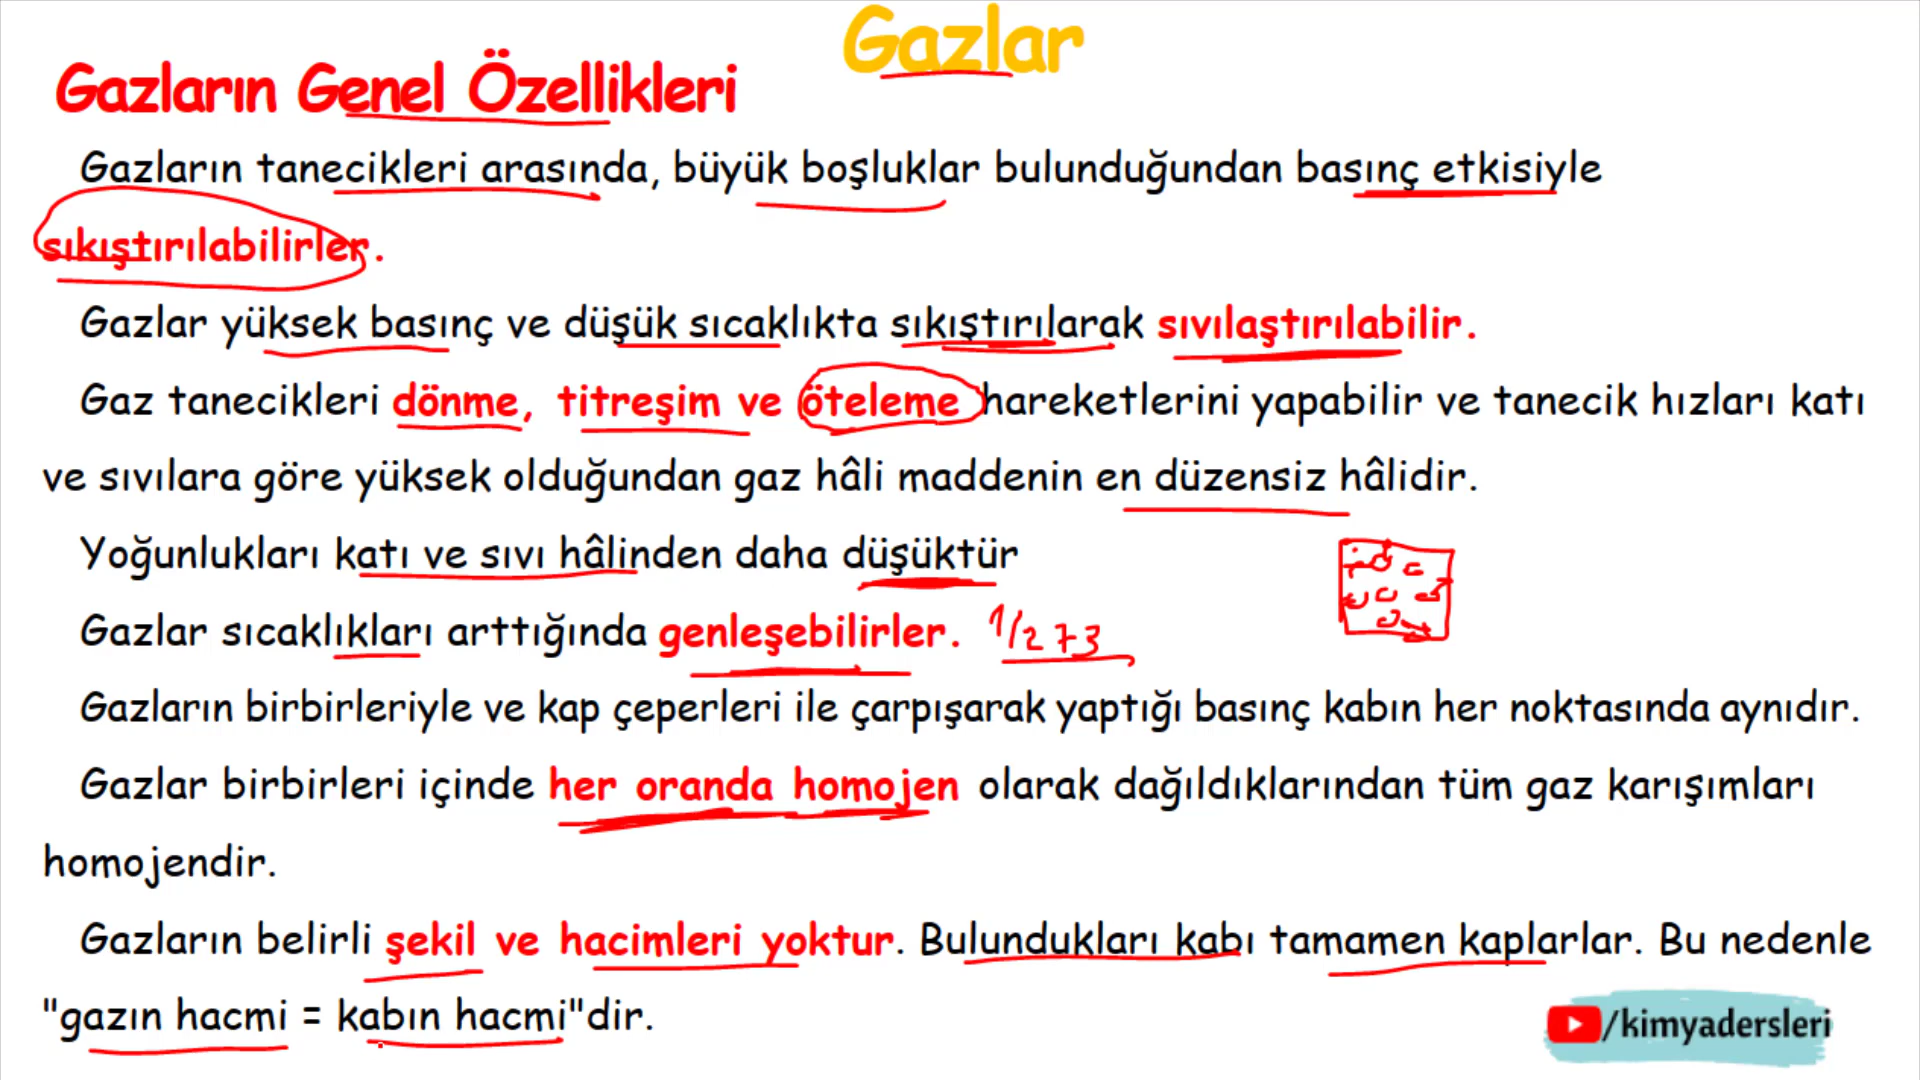 Gazlar
Gazların Genel Özellikleri
Gazların tanecikleri arasında, büyük boşluklar bulunduğundan basınç etkisiyle
sıkıştırılabilirler.
Gazlar yüksek basınç ve düşük sıcaklıkta sıkıştırılarak sıvılaştırılabilir.
Gaz tanecikleri dönme, titreşim ve öteleme hareketlerini yapabilir ve tanecik hızları katı
ve sıvılara göre yüksek olduğundan gaz hâli maddenin en düzensiz hâlidir.
Yoğunlukları katı ve sıvı hâlinden daha düşüktür
Gazlar sıcaklıkları arttığında genleşebilirler. 1/273
Gazların birbirleriyle ve kap çeperleri ile çarpışarak yaptığı basınç kabın her noktasında aynıdır.
Gazlar birbirleri içinde her oranda homojen olarak dağıldıklarından tüm gaz karışımları
homojendir.
Gazların belirli şekil ve hacimleri yoktur. Bulundukları kabı tamamen kaplarlar. Bu nedenle
"gazın hacmi = kabın hacmi"dir.
/kimyadersleri